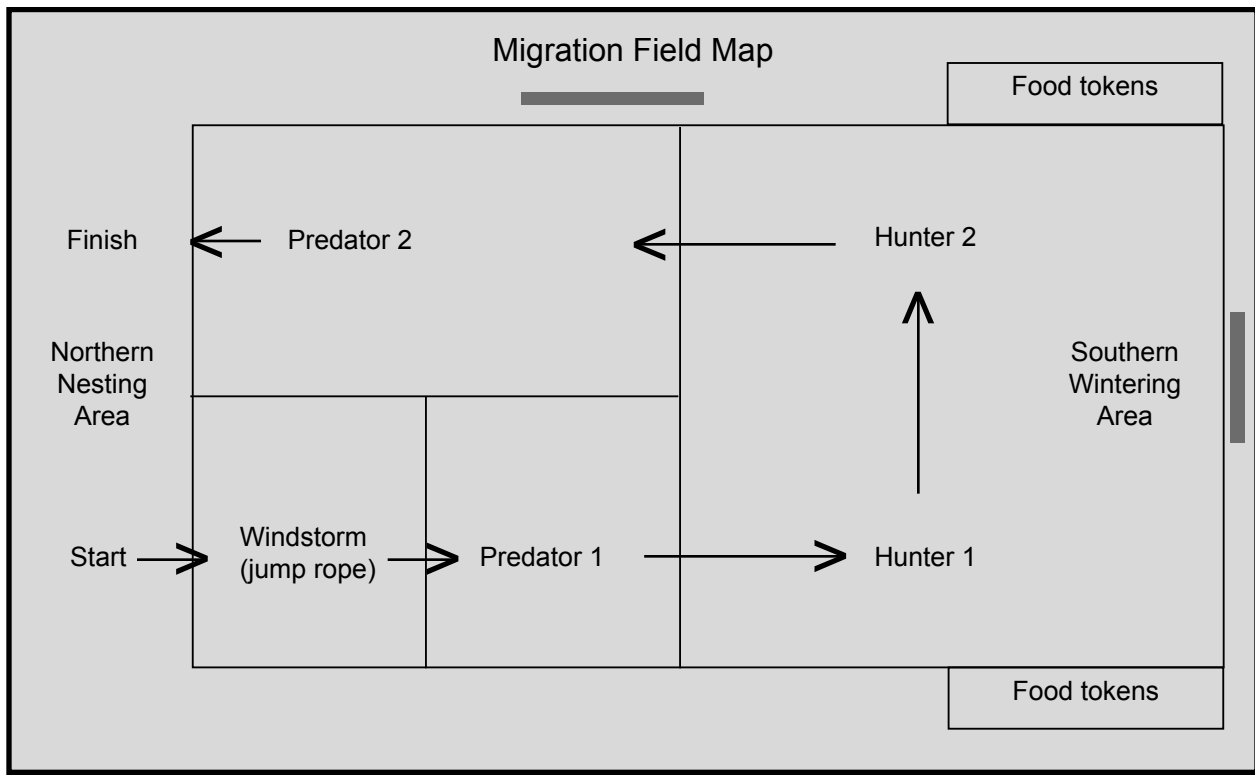 Migration Field Map
Food tokens
Finish
Predator 2
Hunter 2
Northern
Nesting
Area
Southern
Wintering
Area
Start
Windstorm
(jump rope)
Predator 1
Hunter 1
Food tokens